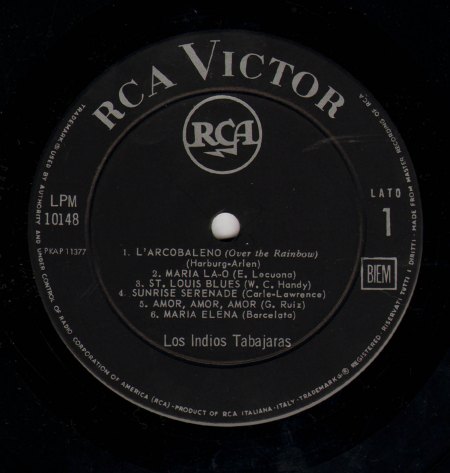 RCA VICTOR
RCA
LPM
10148
PKAP 11377
LATO
1
BIEM
1. L'ARCOBALENO (Over the Rainbow)
(Harburg-Arlen)
2. MARIA LA-O (E. Locuona)
3. ST. LOUIS BLUES (W. C. Handy)
4. SUNRISE SERENADE (Carle-Lawrence)
5. AMOR, AMOR, AMOR (G. Ruiz)
6. MARIA ELENA (Barcelata)
Los Indios Tabajaras
TRADEMARK ® USED BY AUTHORITY AND UNDER CONTROL OF RADIO CORPORATION OF AMERICA (RCA)-PRODUCT OF RCA ITALIANA - ITALY-TRADEMARK-® REGISTERED - RISERVATI TUTTI I DIRITTI - MADE FROM MASTER RECORDING OF RCA